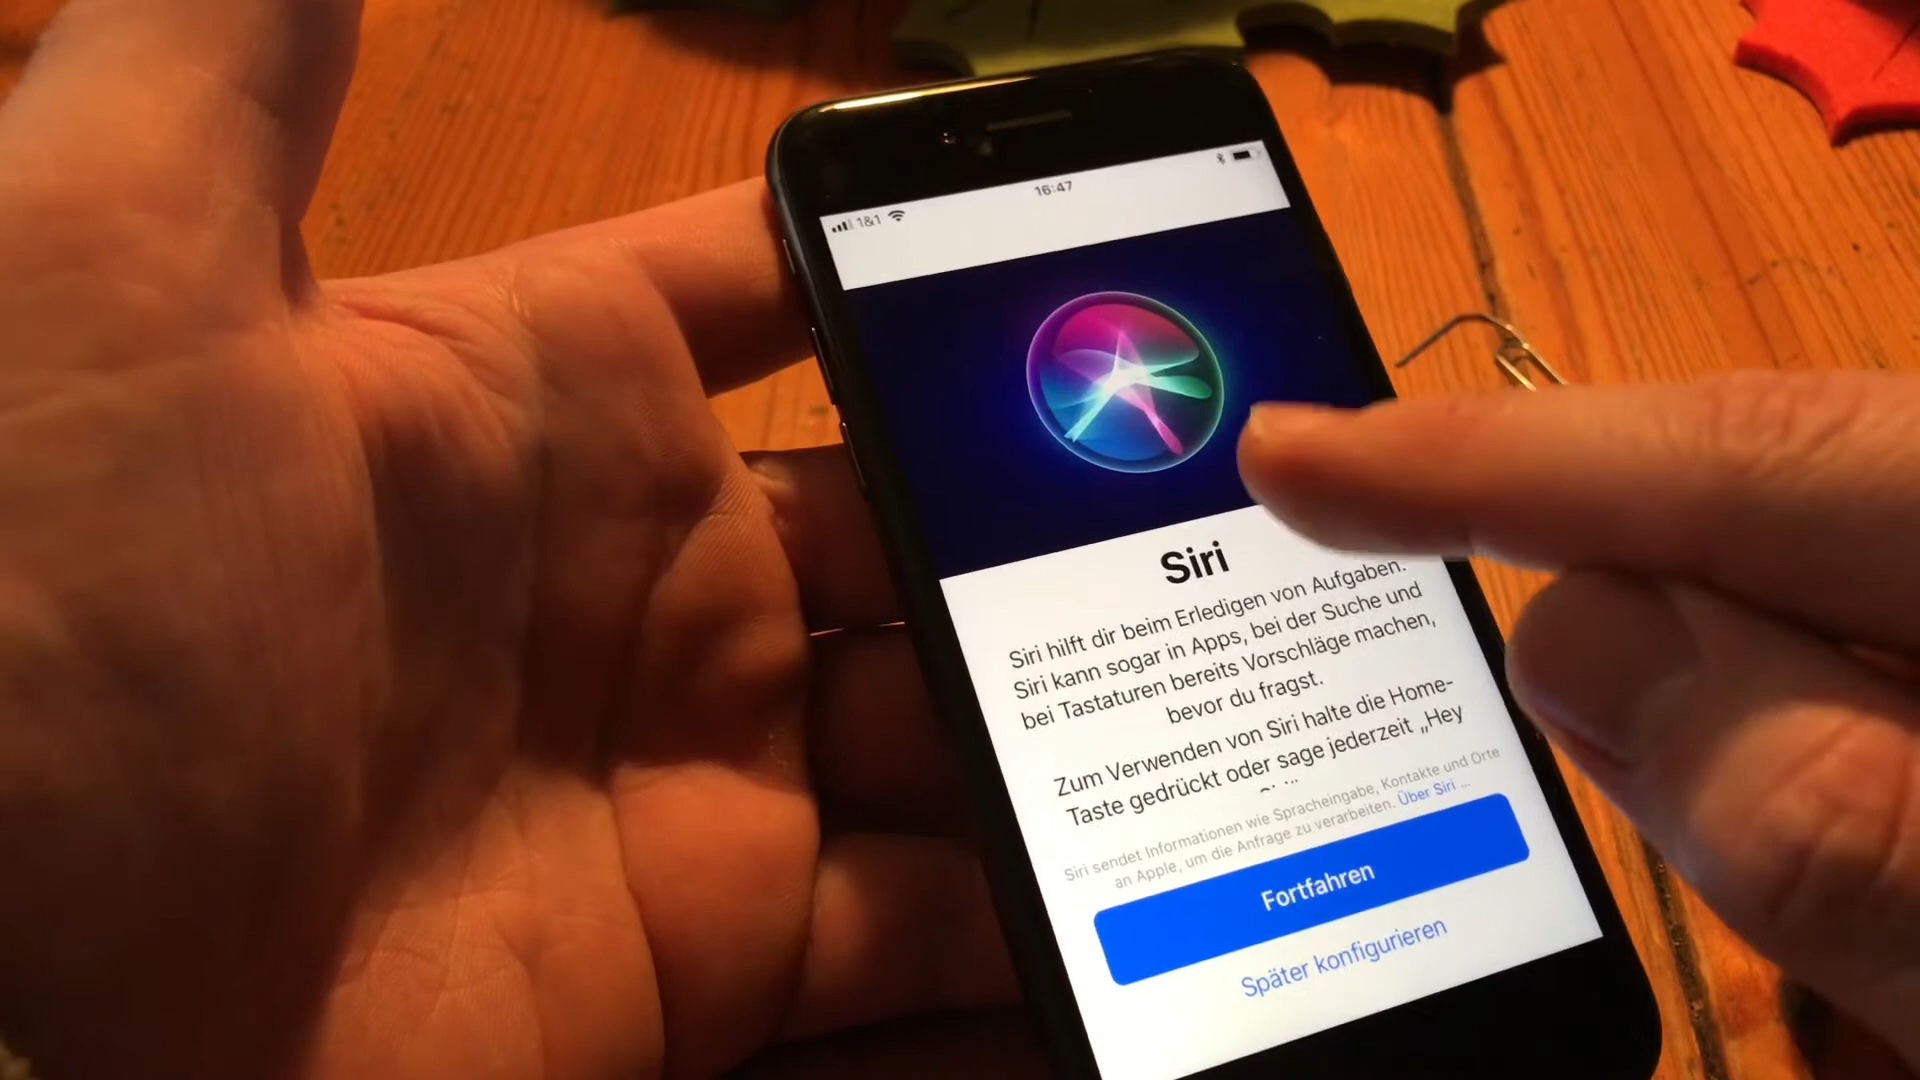 16:47
1&1
Siri
Siri hilft dir beim Erledigen von Aufgaben.
Siri kann sogar in Apps, bei der Suche und
bei Tastaturen bereits Vorschläge machen,
bevor du fragst.
Zum Verwenden von Siri halte die Home-
Taste gedrückt oder sage jederzeit „Hey
Siri sendet Informationen wie Spracheingabe, Kontakte und Orte
an Apple, um die Anfrage zu verarbeiten. Über Siri ...
Fortfahren
Später konfigurieren